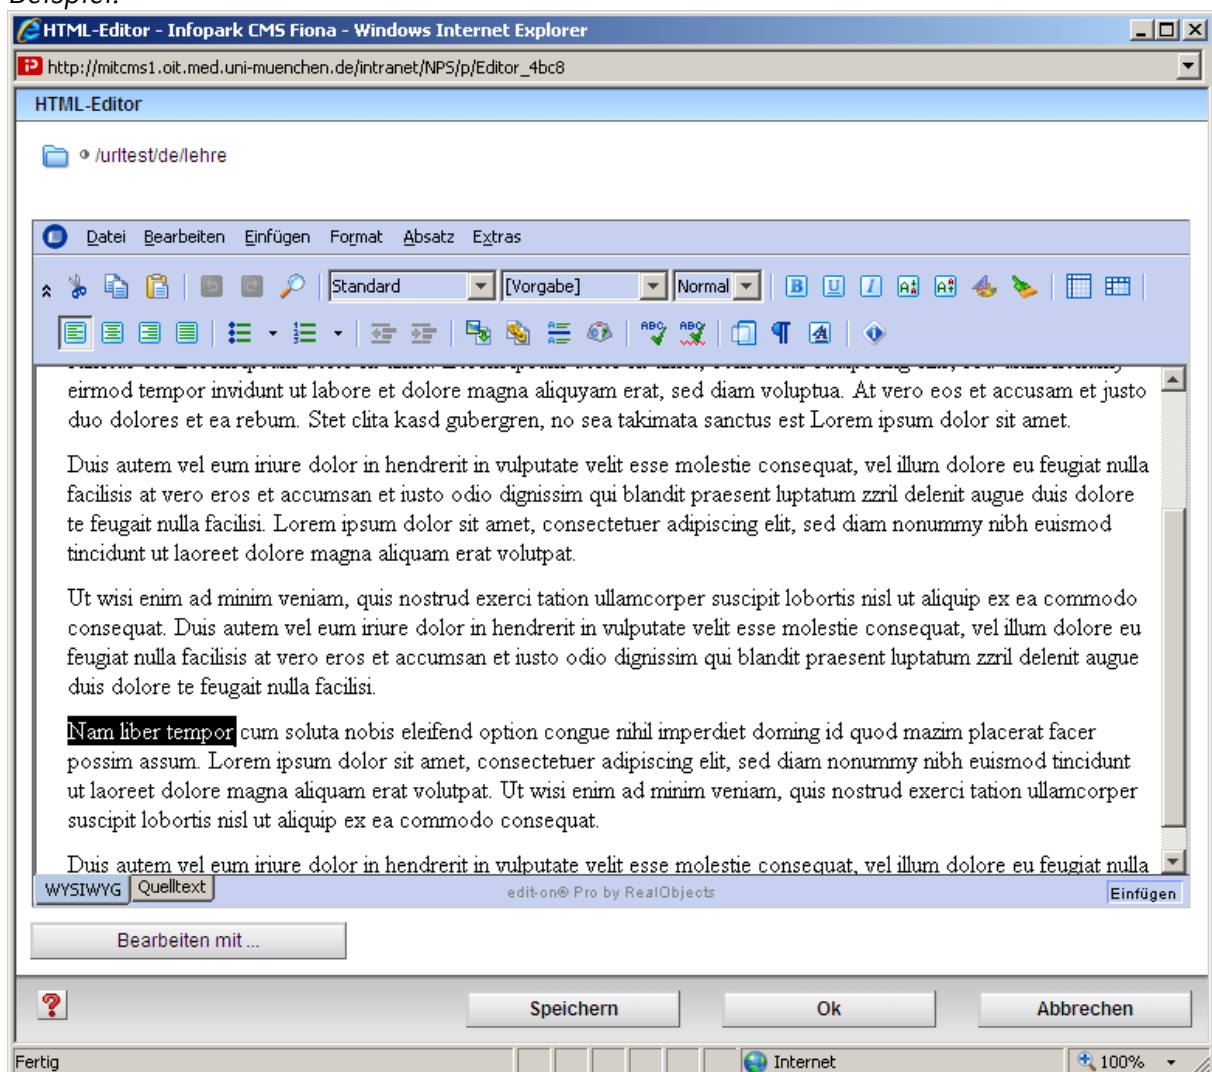 Beispiel:
HTML-Editor - Infopark CMS Fiona - Windows Internet Explorer
http://mitcms1.oit.med.uni-muenchen.de/intranet/NPS/p/Editor_4bc8
HTML-Editor
/urltest/de/lehre
Datei Bearbeiten Einfügen Format Absatz Extras
Standard [Vorgabe] Normal B U I
ABC ABC
eirmod tempor invidunt ut labore et dolore magna aliquyam erat, sed diam voluptua. At vero eos et accusam et justo
duo dolores et ea rebum. Stet clita kasd gubergren, no sea takimata sanctus est Lorem ipsum dolor sit amet.
Duis autem vel eum iriure dolor in hendrerit in vulputate velit esse molestie consequat, vel illum dolore eu feugiat nulla
facilisis at vero eros et accumsan et iusto odio dignissim qui blandit praesent luptatum zzril delenit augue duis dolore
te feugait nulla facilisi. Lorem ipsum dolor sit amet, consectetuer adipiscing elit, sed diam nonummy nibh euismod
tincidunt ut laoreet dolore magna aliquam erat volutpat.
Ut wisi enim ad minim veniam, quis nostrud exerci tation ullamcorper suscipit lobortis nisl ut aliquip ex ea commodo
consequat. Duis autem vel eum iriure dolor in hendrerit in vulputate velit esse molestie consequat, vel illum dolore eu
feugiat nulla facilisis at vero eros et accumsan et iusto odio dignissim qui blandit praesent luptatum zzril delenit augue
duis dolore te feugait nulla facilisi.
Nam liber tempor cum soluta nobis eleifend option congue nihil imperdiet doming id quod mazim placerat facer
possim assum. Lorem ipsum dolor sit amet, consectetuer adipiscing elit, sed diam nonummy nibh euismod tincidunt
ut laoreet dolore magna aliquam erat volutpat. Ut wisi enim ad minim veniam, quis nostrud exerci tation ullamcorper
suscipit lobortis nisl ut aliquip ex ea commodo consequat.
Duis autem vel eum iriure dolor in hendrerit in vulputate velit esse molestie consequat, vel illum dolore eu feugiat nulla
WYSIWYG Quelltext edit-on® Pro by RealObjects Einfügen
Bearbeiten mit ...
Speichern Ok Abbrechen
Fertig Internet 100%